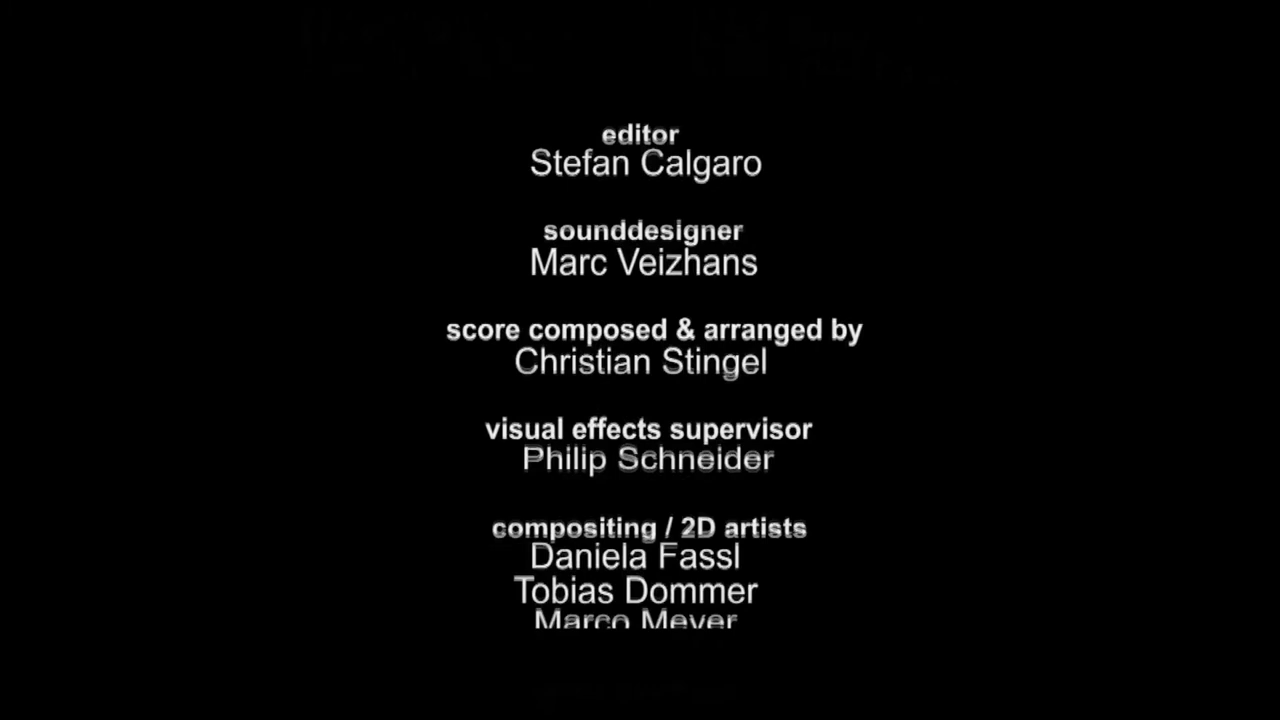 editor
Stefan Calgaro
sounddesigner
Marc Veizhans
score composed & arranged by
Christian Stingel
visual effects supervisor
Philip Schneider
compositing / 2D artists
Daniela Fassl
Tobias Dommer
Marco Meyer